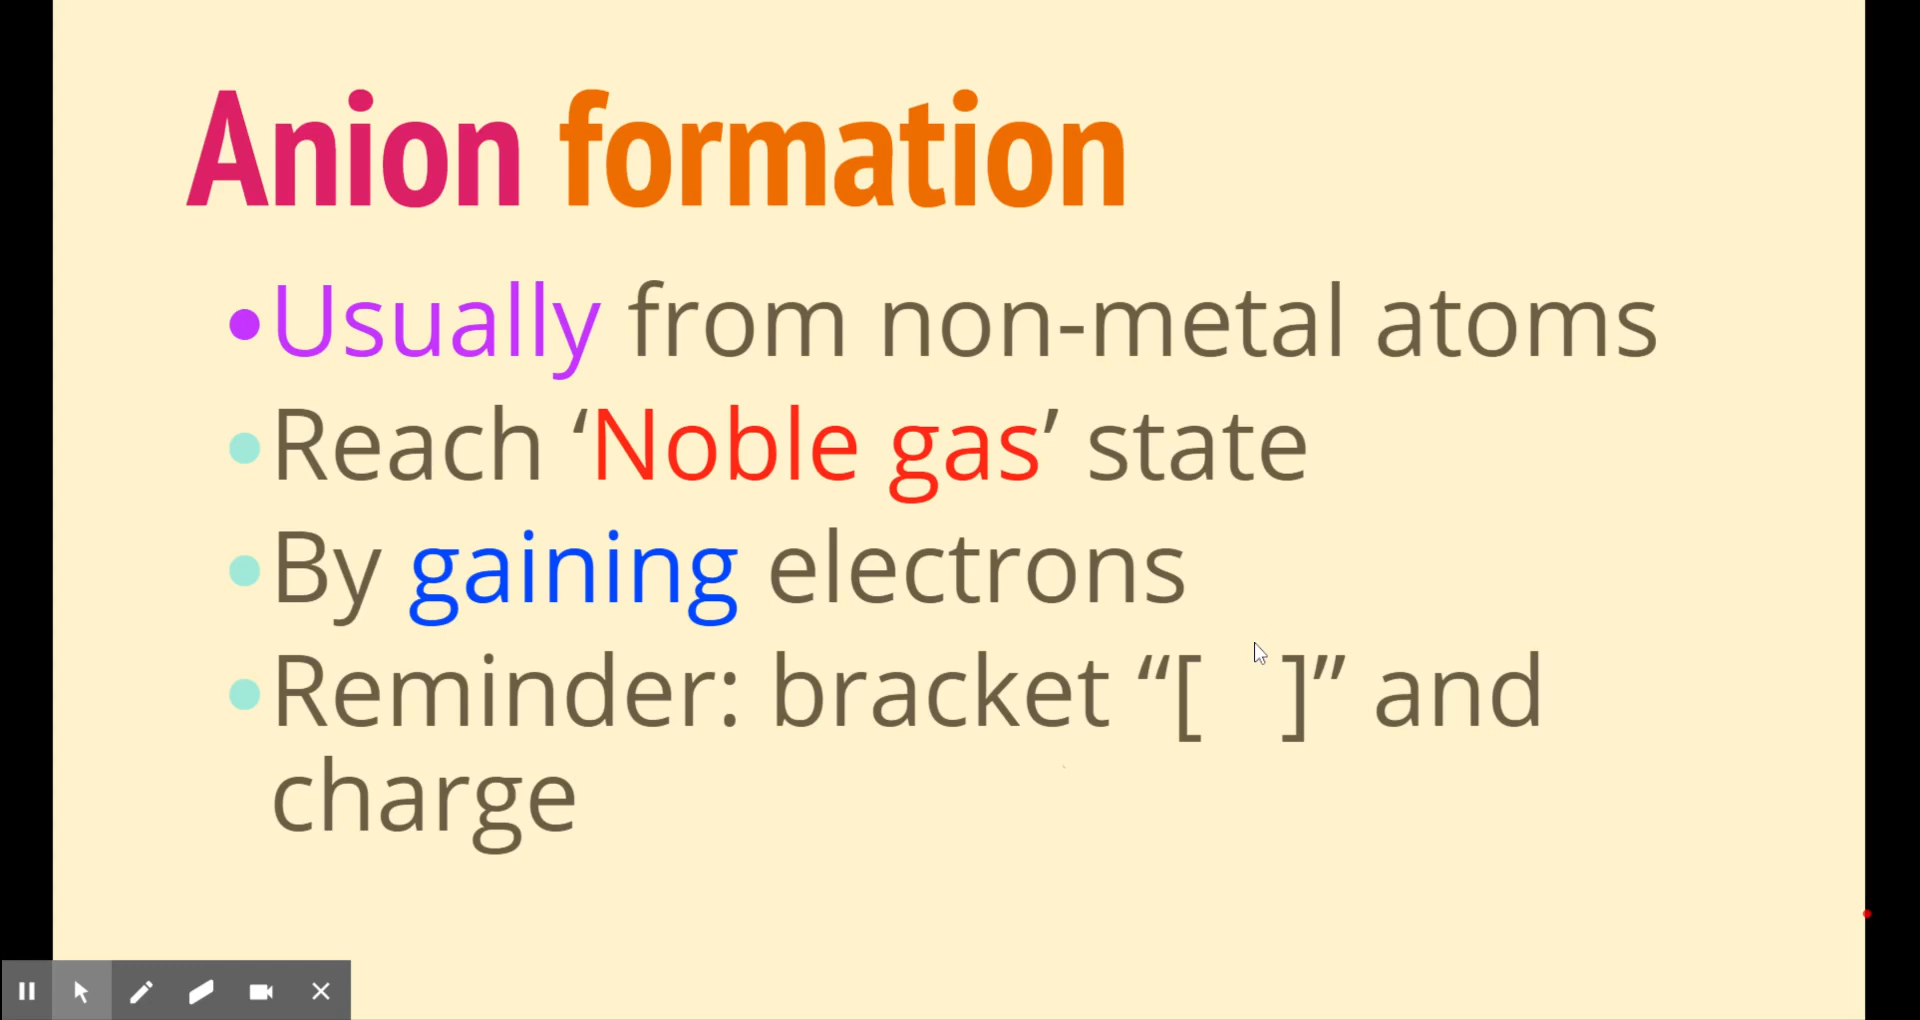 Anion formation
•Usually from non-metal atoms
•Reach ‘Noble gas’ state
•By gaining electrons
•Reminder: bracket “[ ]” and
charge